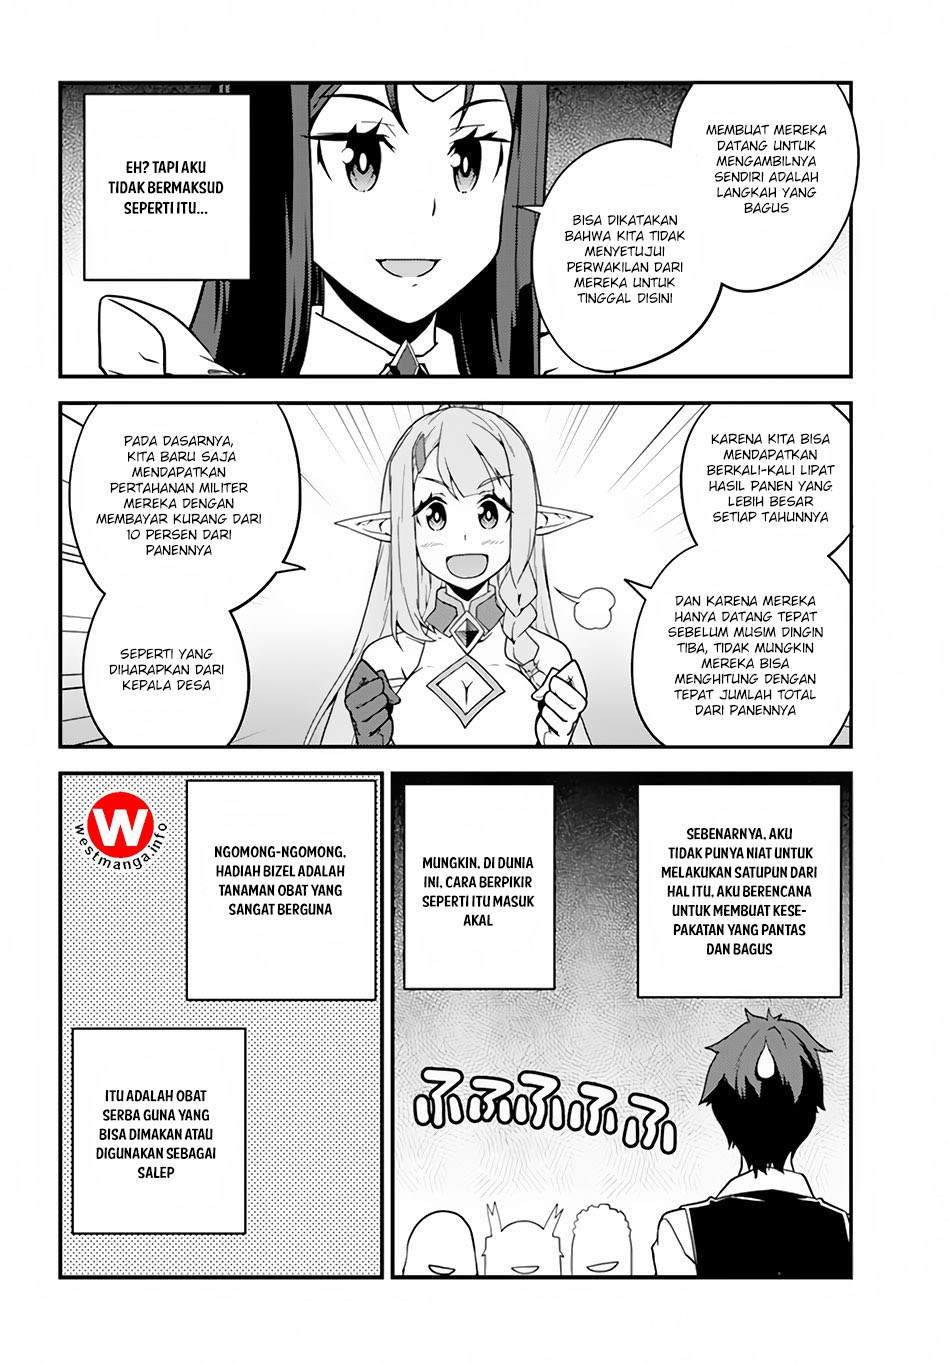 MEMBUAT MEREKA
DATANG UNTUK
MENGAMBILNYA
SENDIRI ADALAH
LANGKAH YANG
BAGUS
BISA DIKATAKAN
BAHWA KITA TIDAK
MENYETUJUI
PERWAKILAN DARI
MEREKA UNTUK
TINGGAL DISINI
EH? TAPI AKU
TIDAK BERMAKSUD
SEPERTI ITU...
KARENA KITA BISA
MENDAPATKAN
BERKALI-KALI LIPAT
HASIL PANEN YANG
LEBIH BESAR
SETIAP TAHUNNYA
DAN KARENA MEREKA
HANYA DATANG TEPAT
SEBELUM MUSIM DINGIN
TIBA, TIDAK MUNGKIN
MEREKA BISA
MENGHITUNG DENGAN
TEPAT JUMLAH TOTAL
DARI PANENNYA
PADA DASARNYA,
KITA BARU SAJA
MENDAPATKAN
PERTAHANAN MILITER
MEREKA DENGAN
MEMBAYAR KURANG DARI
10 PERSEN DARI
PANENNYA
SEPERTI YANG
DIHARAPKAN DARI
KEPALA DESA
SEBENARNYA, AKU
TIDAK PUNYA NIAT UNTUK
MELAKUKAN SATUPUN DARI
HAL ITU, AKU BERENCANA
UNTUK MEMBUAT KESE-
PAKATAN YANG PANTAS
DAN BAGUS
MUNGKIN, DI DUNIA
INI, CARA BERPIKIR
SEPERTI ITU MASUK
AKAL
ふふふふふ
NGOMONG-NGOMONG,
HADIAH BIZEL ADALAH
TANAMAN OBAT YANG
SANGAT BERGUNA
ITU ADALAH OBAT
SERBA GUNA YANG
BISA DIMAKAN ATAU
DIGUNAKAN SEBAGAI
SALEP
W
westmanga.info